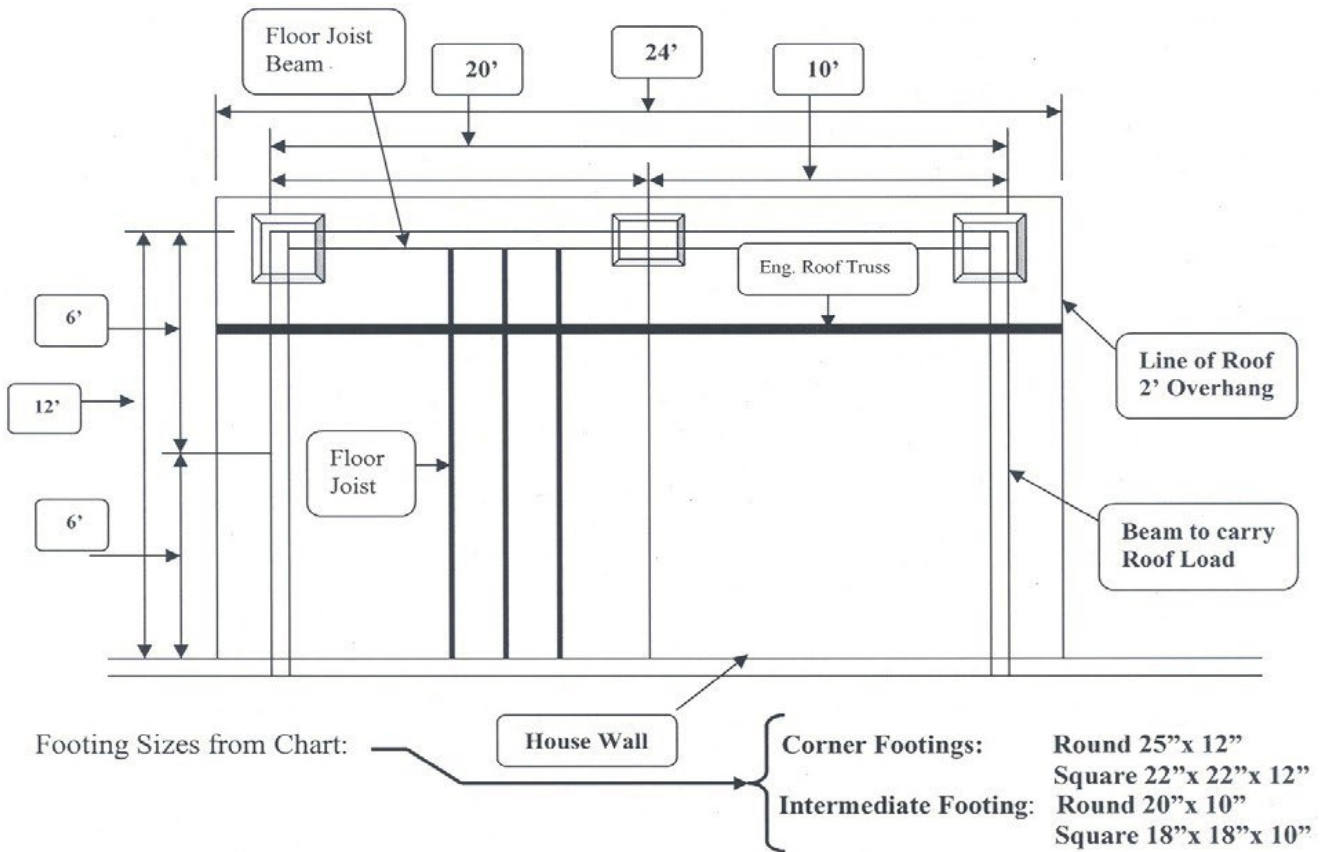 Floor Joist
Beam
20’
24’
10’
Eng. Roof Truss
6’
12’
6’
Line of Roof
2’ Overhang
Floor
Joist
Beam to carry
Roof Load
House Wall
Footing Sizes from Chart:
Corner Footings: Round 25”x 12”
Square 22”x 22”x 12”
Intermediate Footing: Round 20”x 10”
Square 18”x 18”x 10”